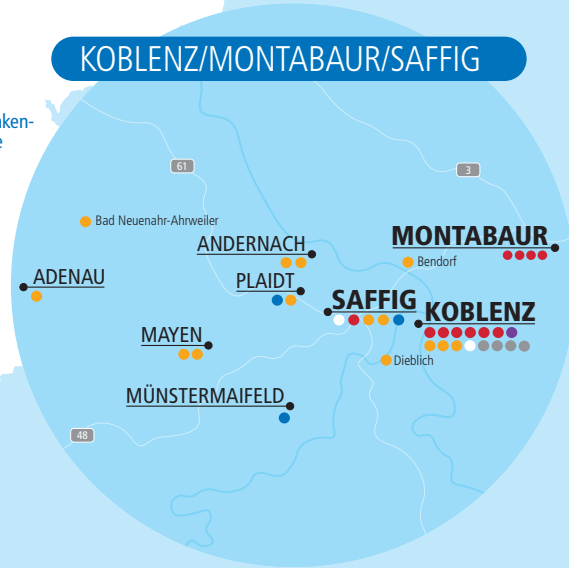 KOBLENZ/MONTABAUR/SAFFIG
61
3
Bad Neuenahr-Ahrweiler
ANDERNACH
MONTABAUR
Bendorf
ADENAU
PLAIDT
SAFFIG
KOBLENZ
MAYEN
Dieblich
MÜNSTERMAIFELD
48